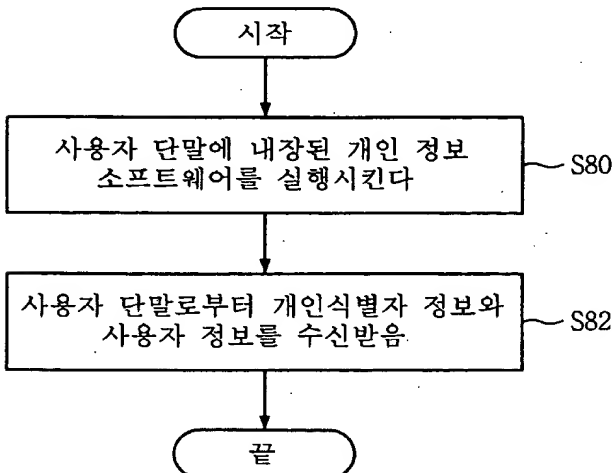 시작
사용자 단말에 내장된 개인 정보
소프트웨어를 실행시킨다
S80
사용자 단말로부터 개인식별자 정보와
사용자 정보를 수신받음
S82
끝